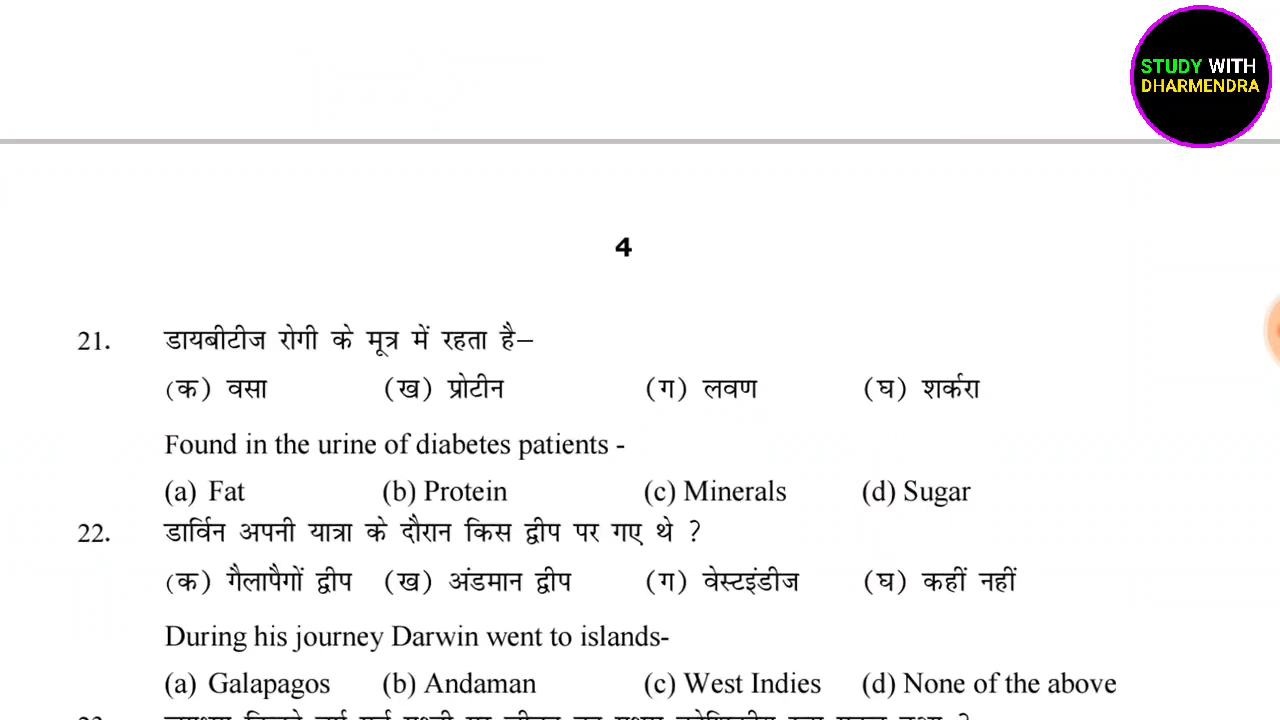 STUDY WITH
DHARMENDRA
4
21. डायबीटीज रोगी के मूत्र में रहता है–
(क) वसा (ख) प्रोटीन (ग) लवण (घ) शर्करा
Found in the urine of diabetes patients -
(a) Fat (b) Protein (c) Minerals (d) Sugar
22. डार्विन अपनी यात्रा के दौरान किस द्वीप पर गए थे ?
(क) गैलापैगों द्वीप (ख) अंडमान द्वीप (ग) वेस्टइंडीज (घ) कहीं नहीं
During his journey Darwin went to islands-
(a) Galapagos (b) Andaman (c) West Indies (d) None of the above